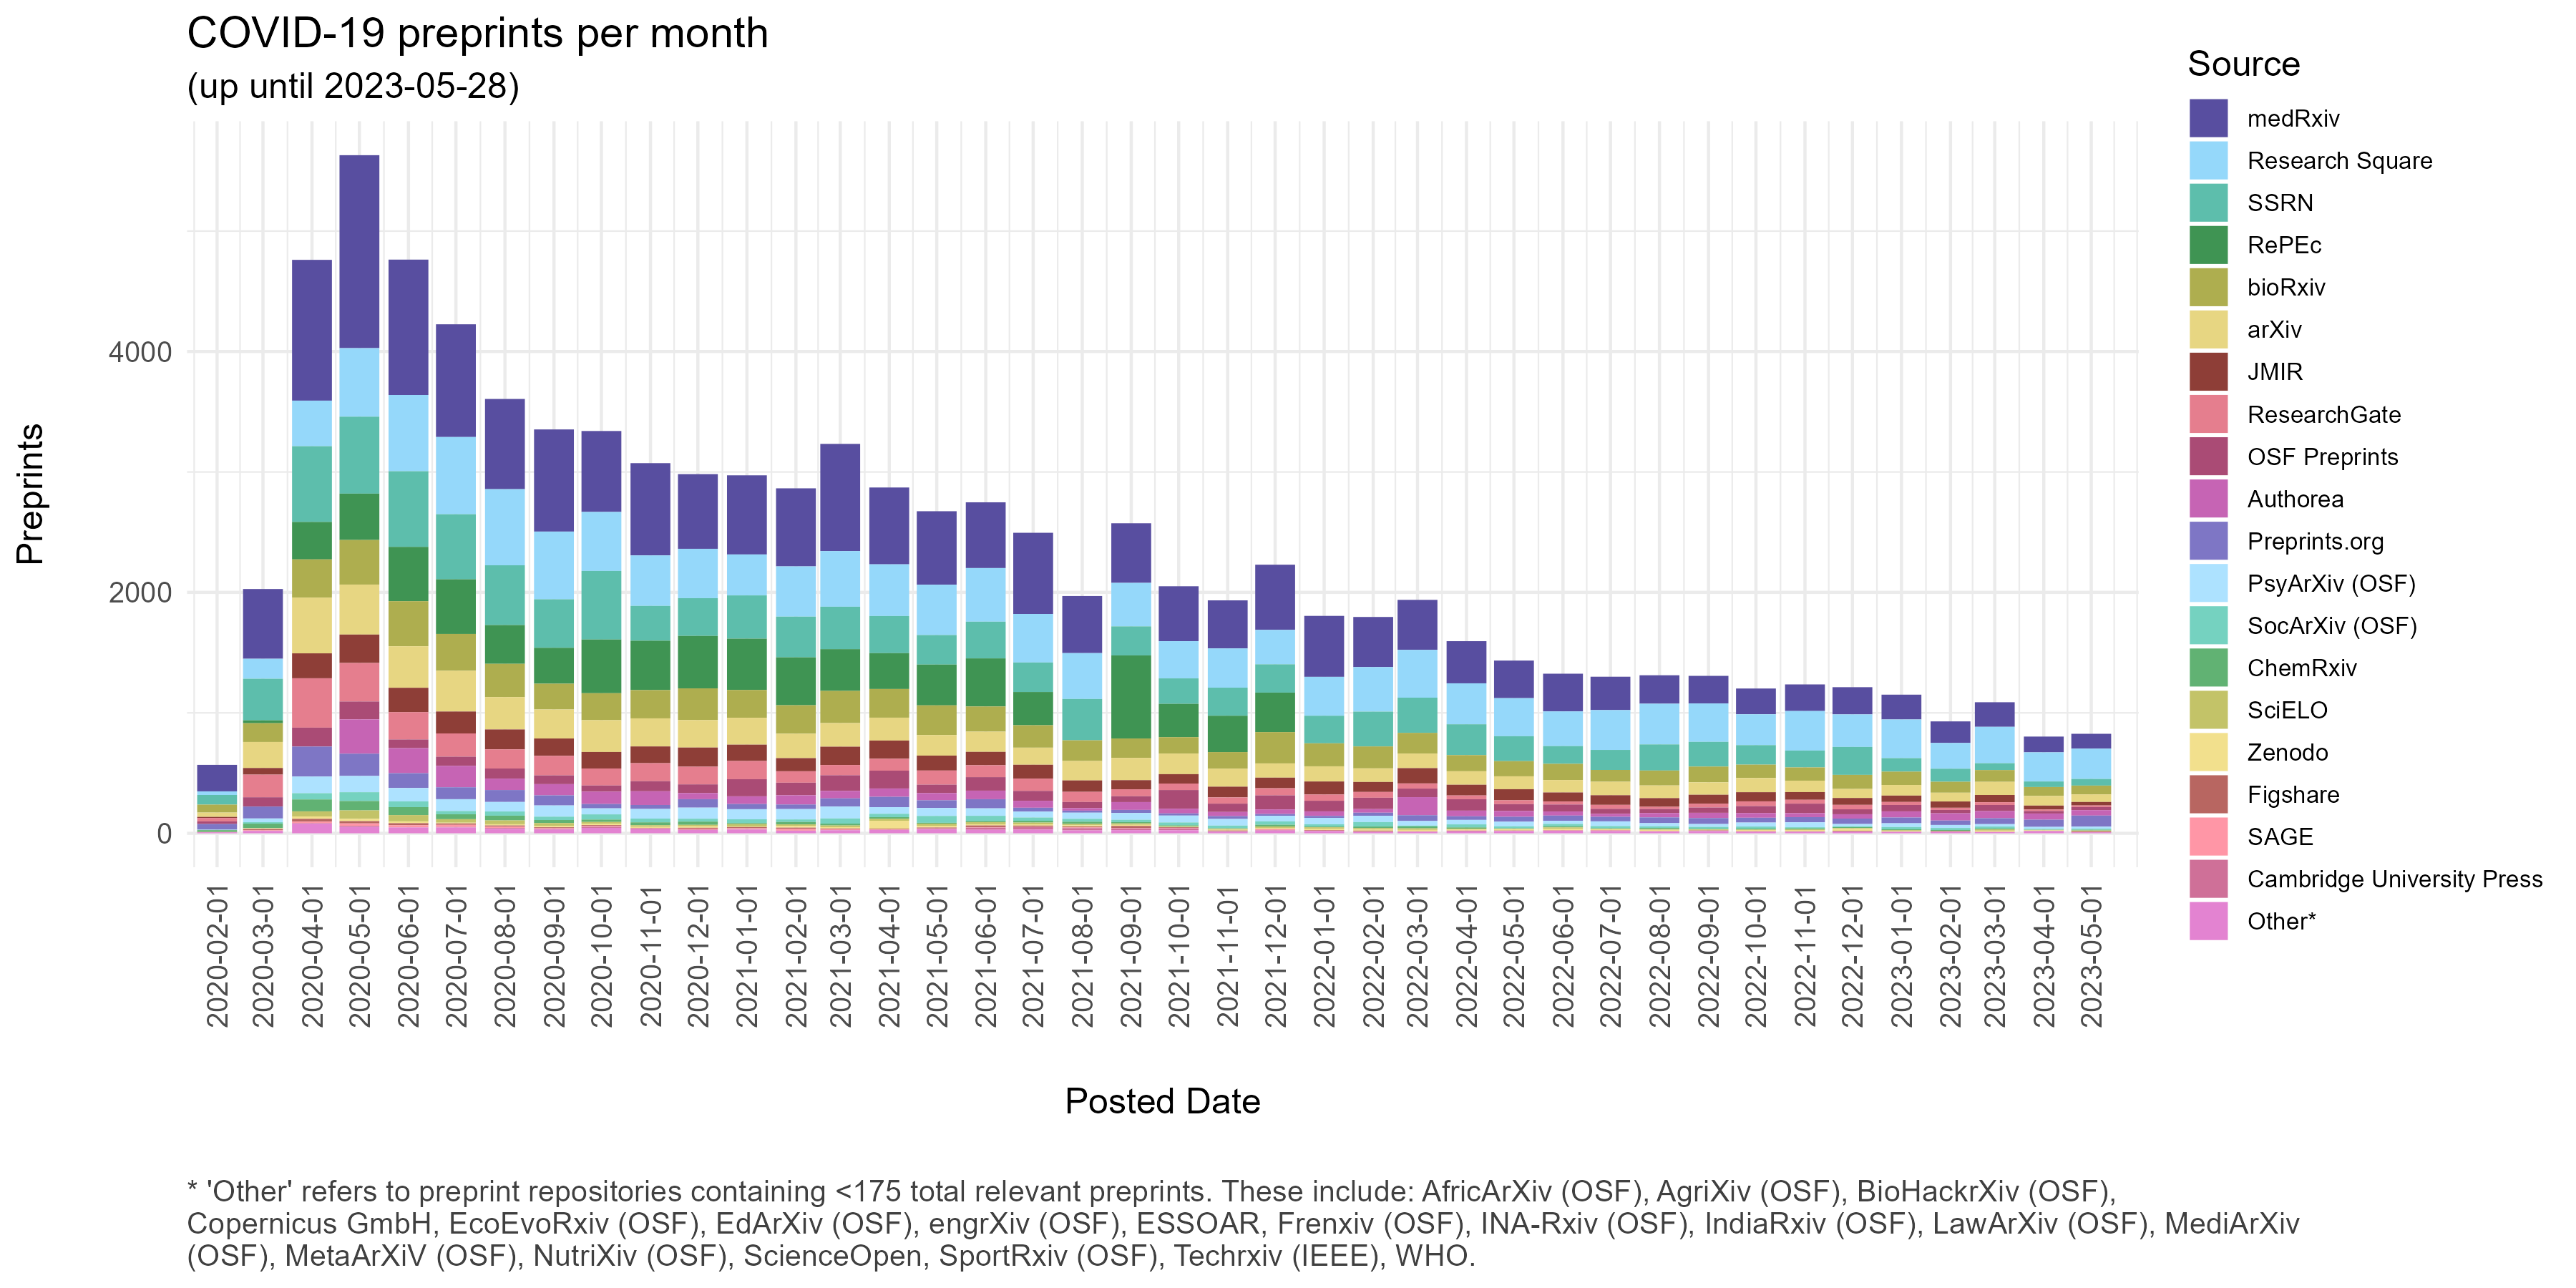 COVID-19 preprints per month
(up until 2023-05-28)
Preprints
4000
2000
0
2020-02-01
2020-03-01
2020-04-01
2020-05-01
2020-06-01
2020-07-01
2020-08-01
2020-09-01
2020-10-01
2020-11-01
2020-12-01
2021-01-01
2021-02-01
2021-03-01
2021-04-01
2021-05-01
2021-06-01
2021-07-01
2021-08-01
2021-09-01
2021-10-01
2021-11-01
2021-12-01
2022-01-01
2022-02-01
2022-03-01
2022-04-01
2022-05-01
2022-06-01
2022-07-01
2022-08-01
2022-09-01
2022-10-01
2022-11-01
2022-12-01
2023-01-01
2023-02-01
2023-03-01
2023-04-01
2023-05-01
Posted Date
Source
medRxiv
Research Square
SSRN
RePEc
bioRxiv
arXiv
JMIR
ResearchGate
OSF Preprints
Authorea
Preprints.org
PsyArXiv (OSF)
SocArXiv (OSF)
ChemRxiv
SciELO
Zenodo
Figshare
SAGE
Cambridge University Press
Other*
* 'Other' refers to preprint repositories containing <175 total relevant preprints. These include: AfricArXiv (OSF), AgriXiv (OSF), BioHackrXiv (OSF),
Copernicus GmbH, EcoEvoRxiv (OSF), EdArXiv (OSF), engrXiv (OSF), ESSOAR, Frenxiv (OSF), INA-Rxiv (OSF), IndiaRxiv (OSF), LawArXiv (OSF), MediArXiv
(OSF), MetaArXiV (OSF), NutriXiv (OSF), ScienceOpen, SportRxiv (OSF), Techrxiv (IEEE), WHO.